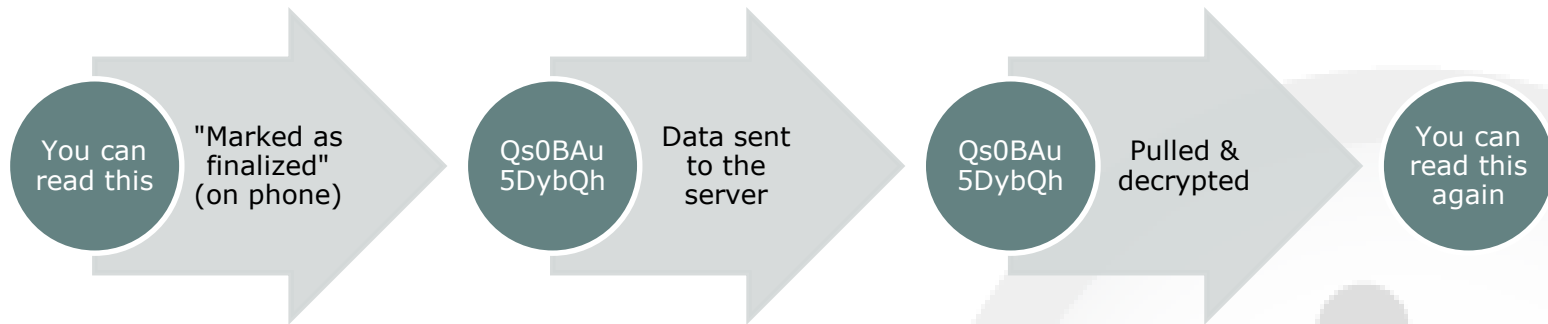 You can
read this
"Marked as
finalized"
(on phone)
Qs0BAu
5DybQh
Data sent
to the
server
Qs0BAu
5DybQh
Pulled &
decrypted
You can
read this
again